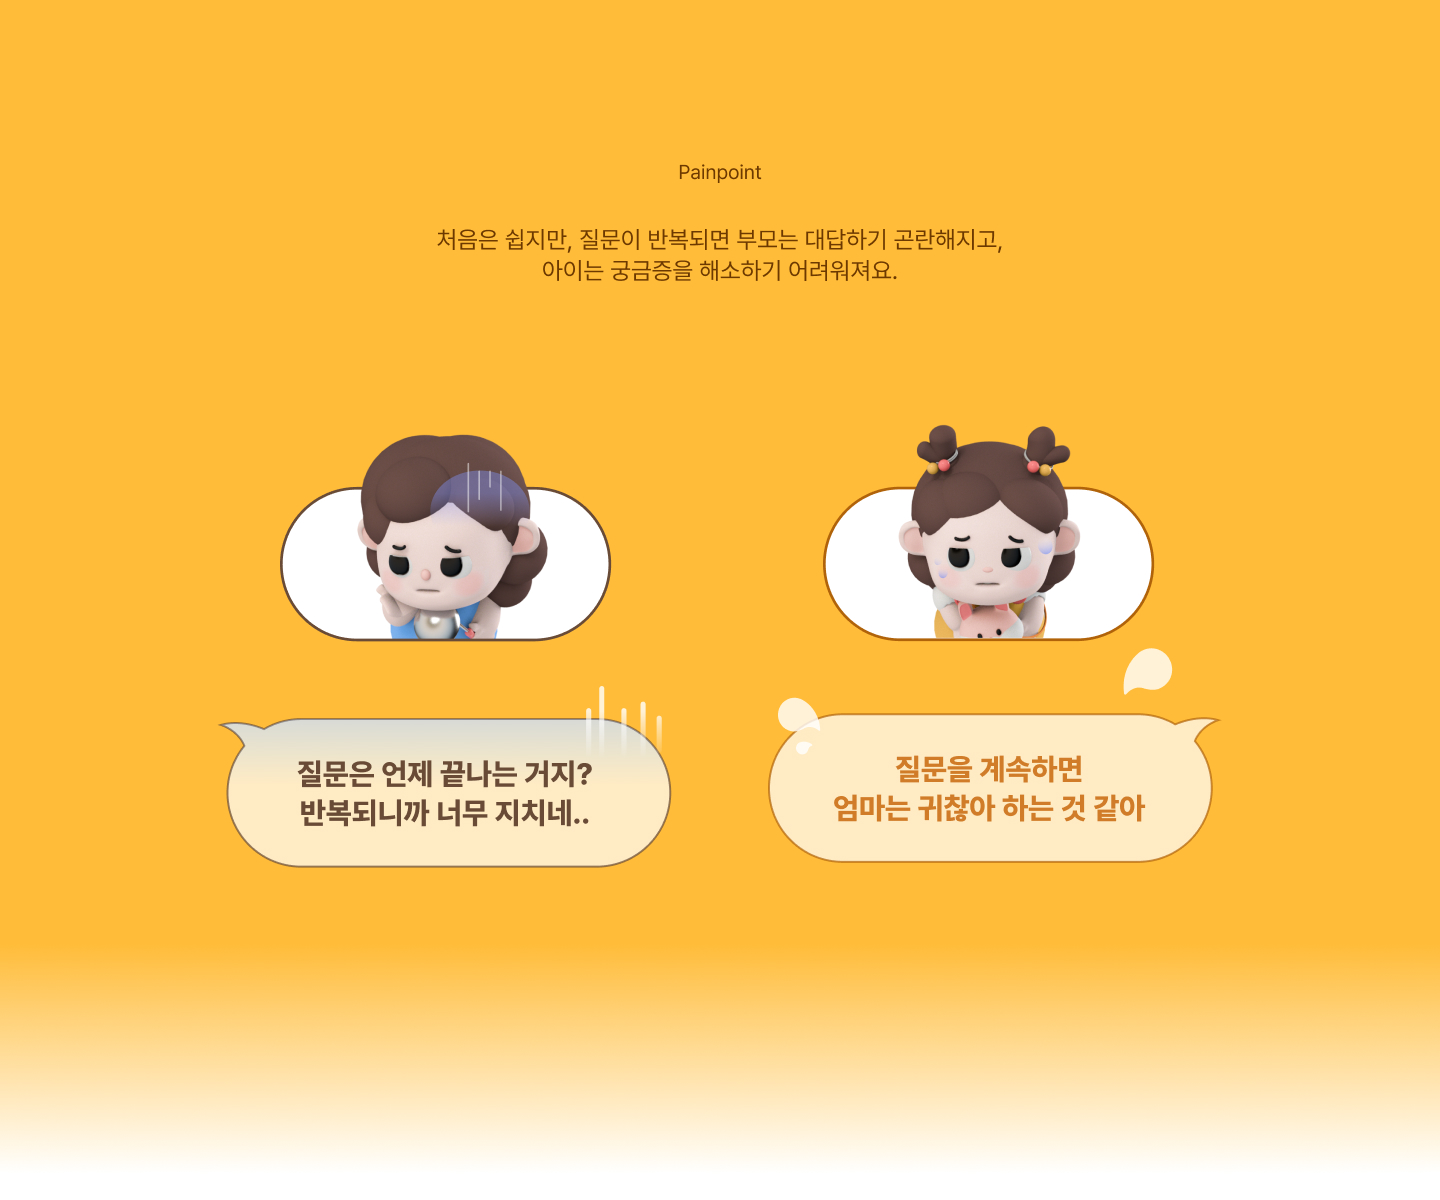 Painpoint
처음은 쉽지만, 질문이 반복되면 부모는 대답하기 곤란해지고,
아이는 궁금증을 해소하기 어려워져요.
질문은 언제 끝나는 거지?
반복되니까 너무 지치네..
질문을 계속하면
엄마는 귀찮아 하는 것 같아